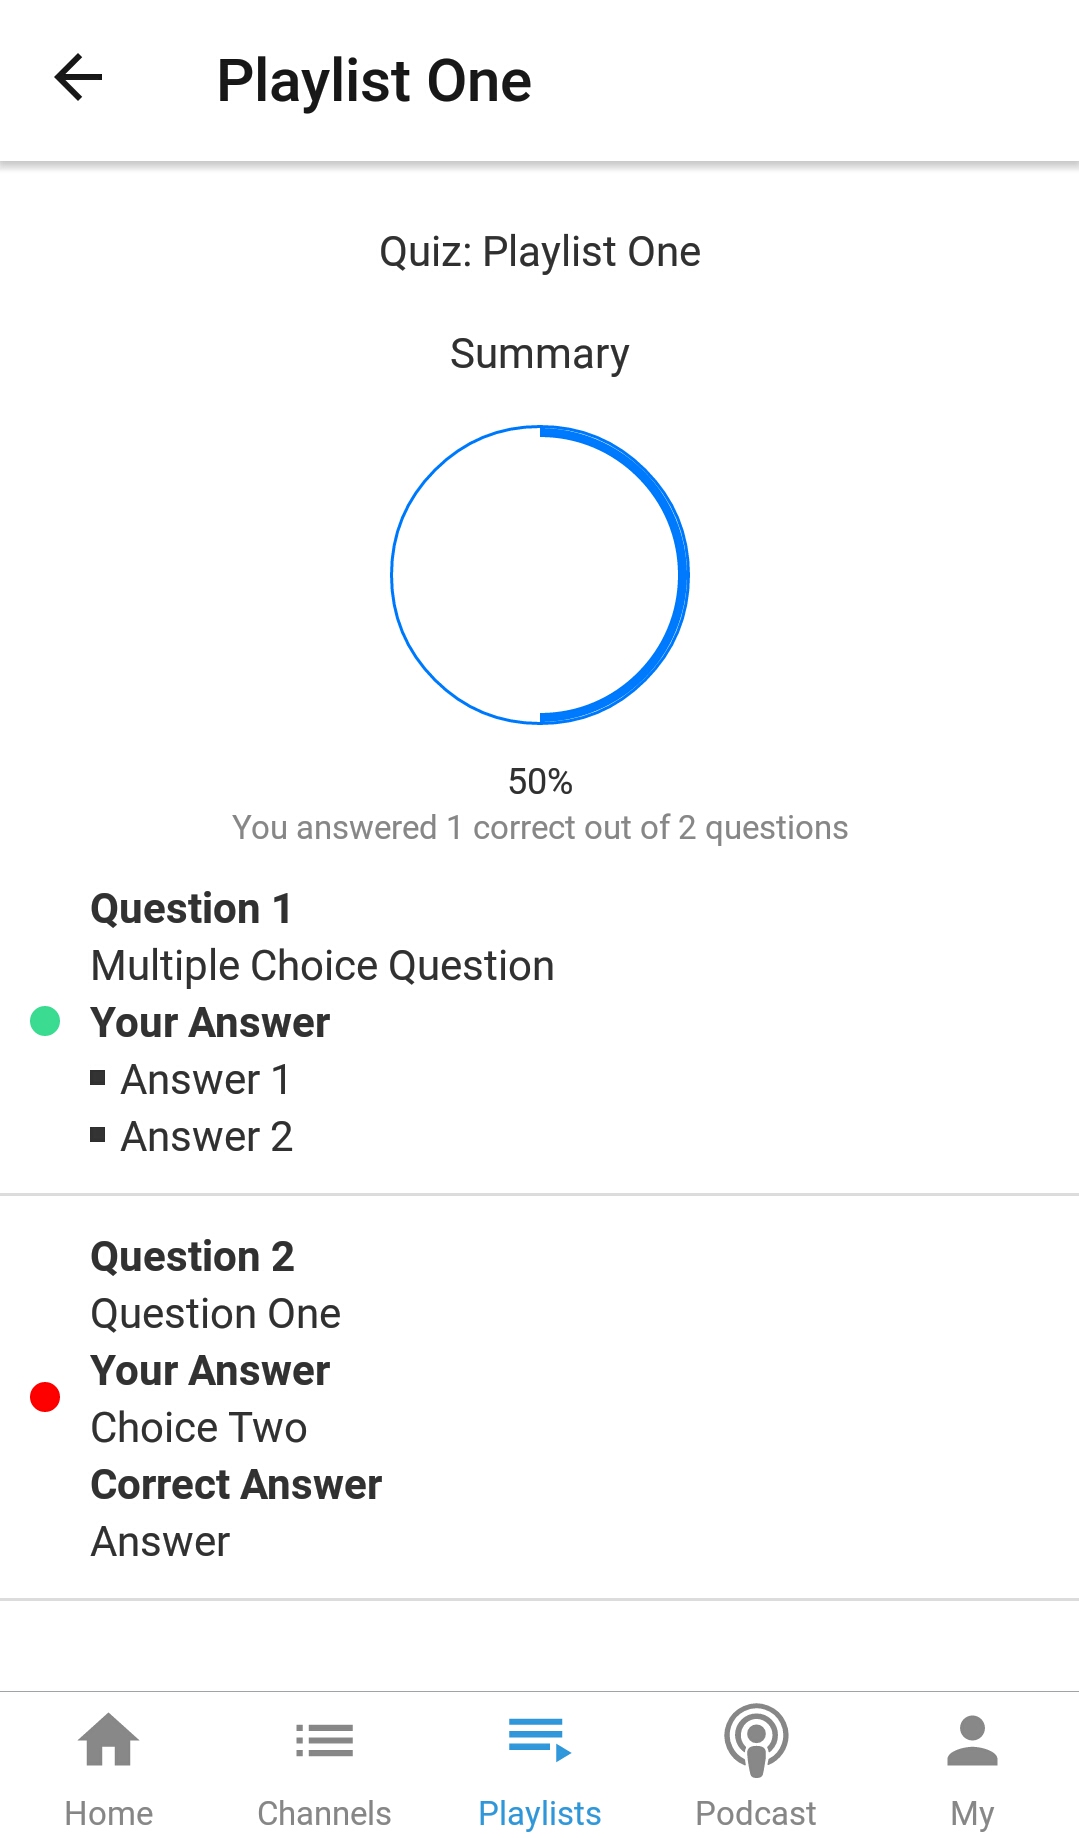 Playlist One
Quiz: Playlist One
Summary
50%
You answered 1 correct out of 2 questions
Question 1
Multiple Choice Question
Your Answer
Answer 1
Answer 2
Question 2
Question One
Your Answer
Choice Two
Correct Answer
Answer
Home
Channels
Playlists
Podcast
My